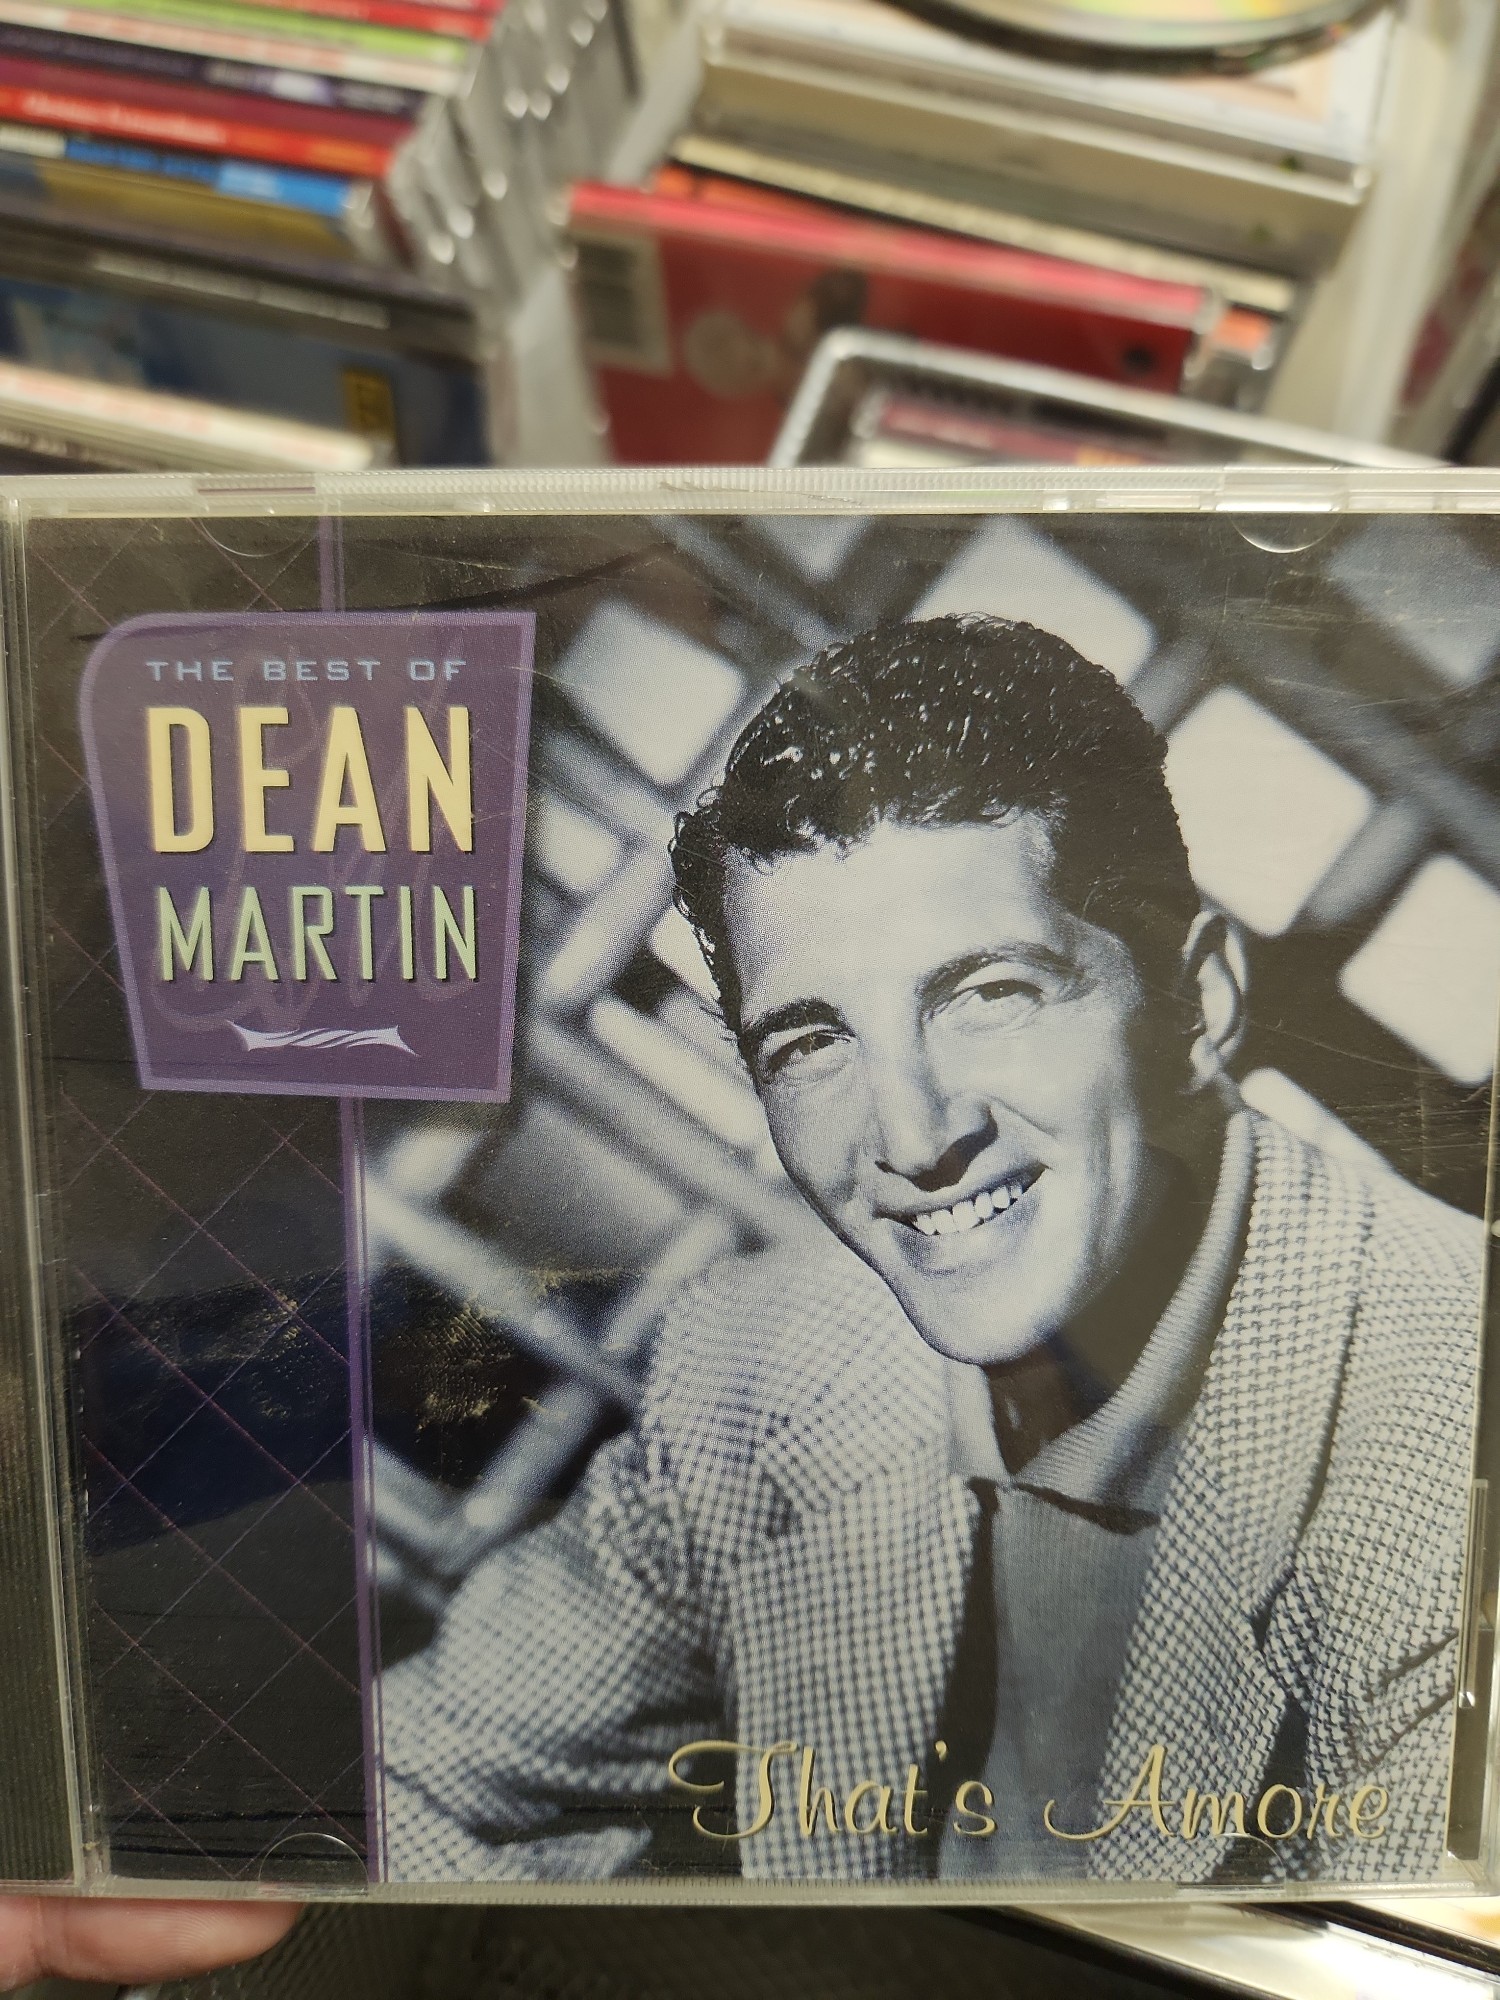 THE BEST OF
DEAN
MARTIN
That's Amore